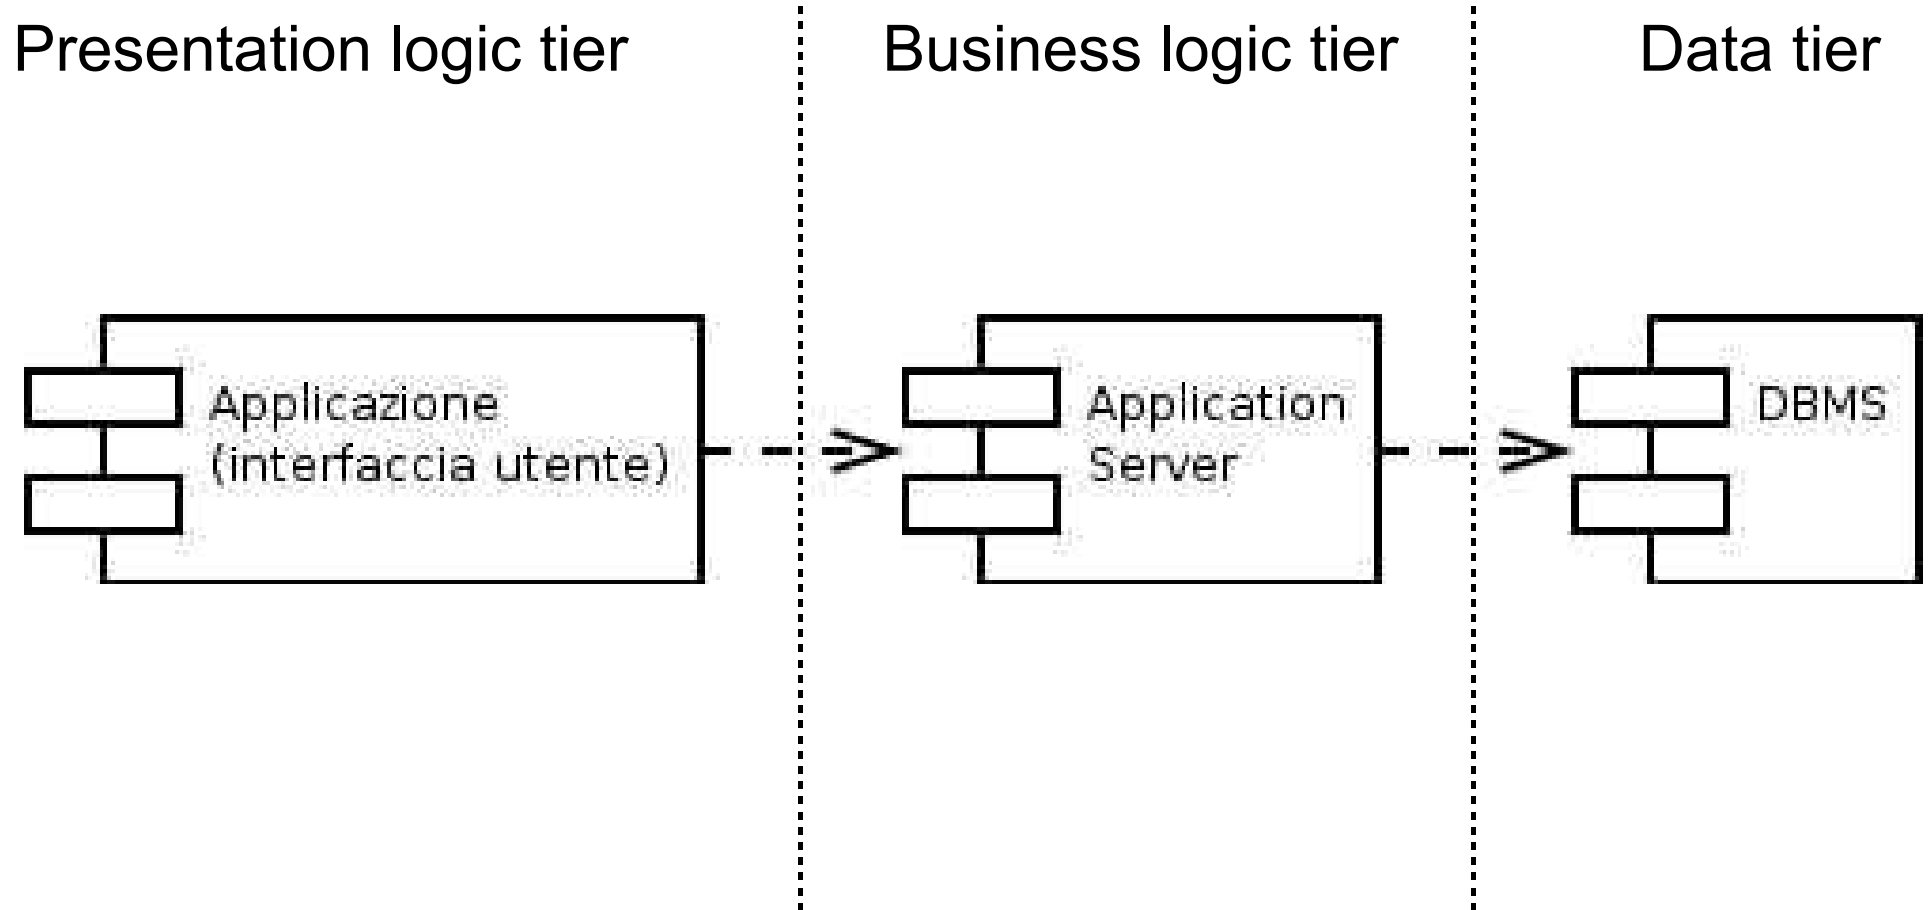 Presentation logic tier
Business logic tier
Data tier
Applicazione
(interfaccia utente)
Application
Server
DBMS